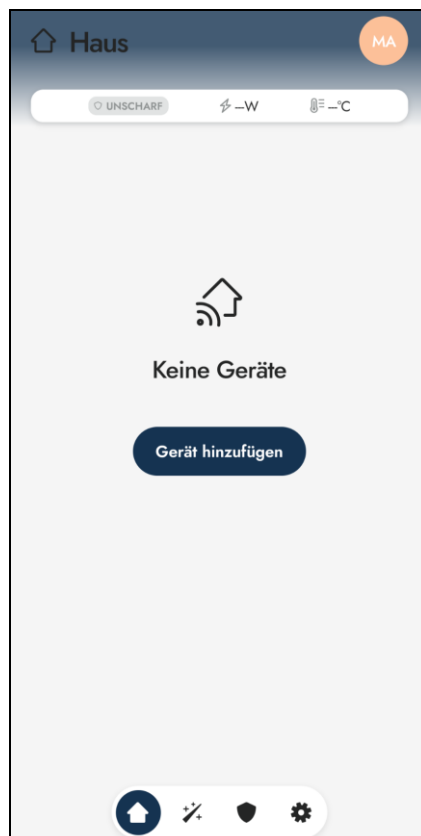 Haus
MA
UNSCHARF –W –°C
Keine Geräte
Gerät hinzufügen